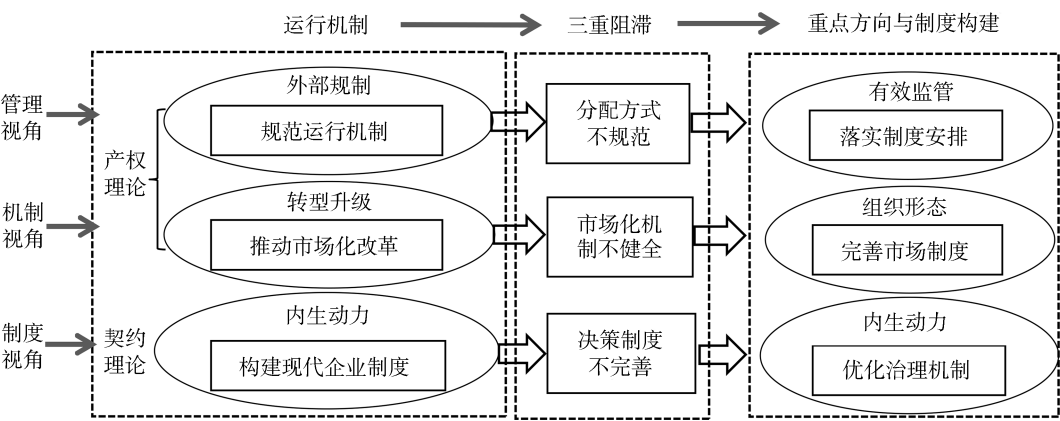 运行机制
三重阻滞
重点方向与制度构建
管理
视角
产权
理论
外部规制
规范运行机制
分配方式
不规范
有效监管
落实制度安排
机制
视角
转型升级
推动市场化改革
市场化机
制不健全
组织形态
完善市场制度
制度
视角
契约
理论
内生动力
构建现代企业制度
决策制度
不完善
内生动力
优化治理机制